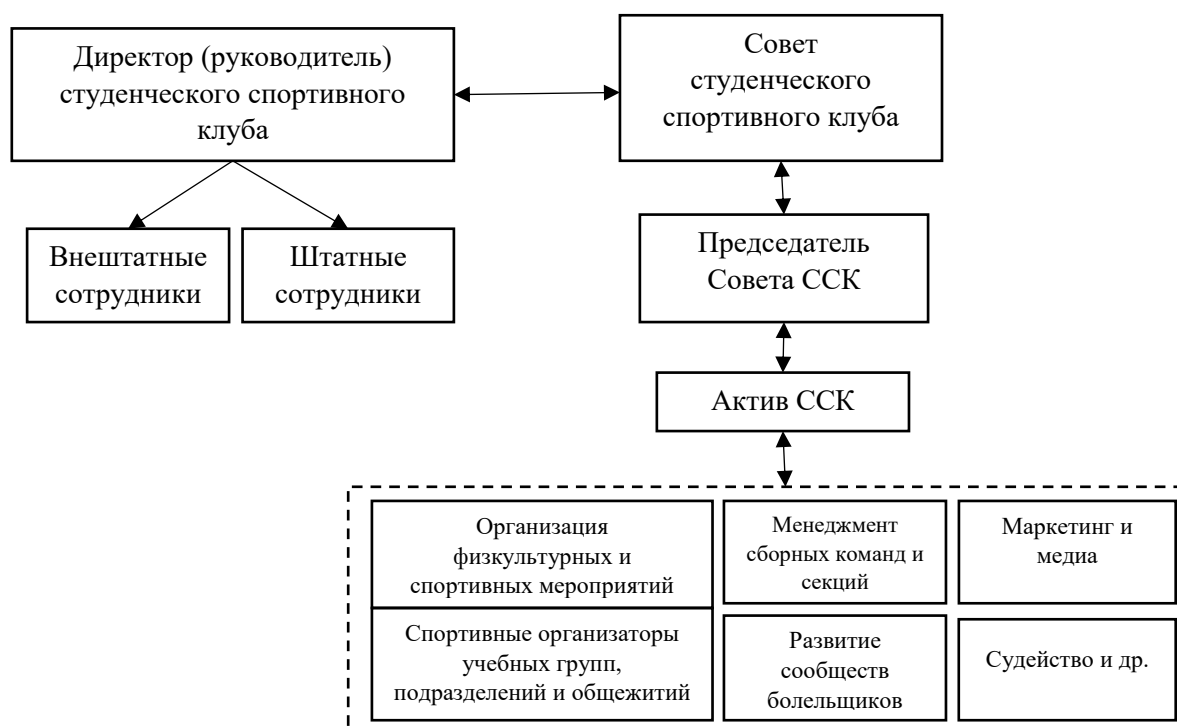 Директор (руководитель)
студенческого спортивного
клуба
Совет
студенческого
спортивного клуба
Внештатные
сотрудники
Штатные
сотрудники
Председатель
Совета ССК
Актив ССК
Организация
физкультурных и
спортивных мероприятий
Менеджмент
сборных команд и
секций
Маркетинг и
медиа
Спортивные организаторы
учебных групп,
подразделений и общежитий
Развитие
сообществ
болельщиков
Судейство и др.